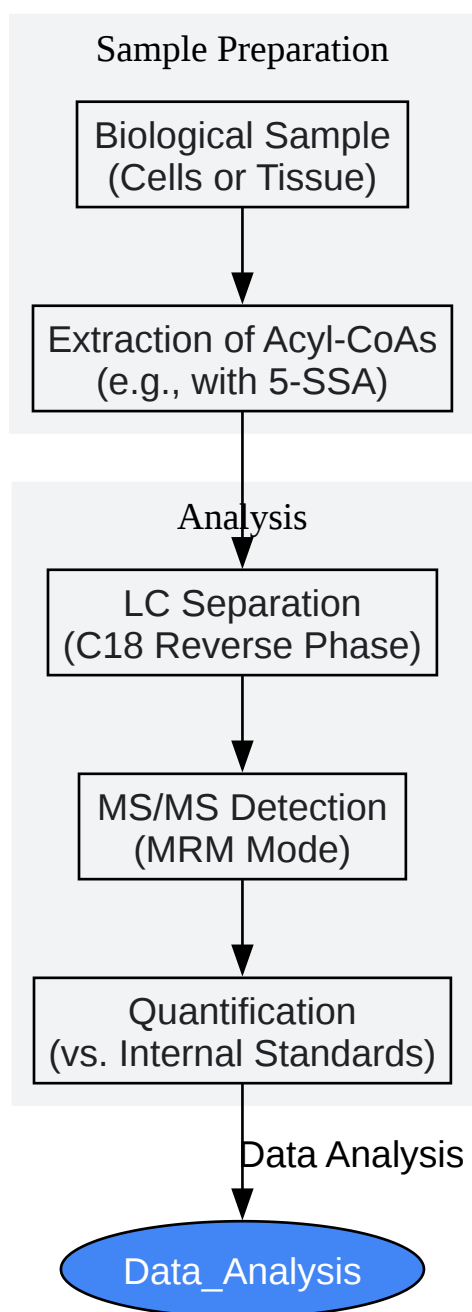 Sample Preparation
Biological Sample
(Cells or Tissue)
Extraction of Acyl-CoAs
(e.g., with 5-SSA)
Analysis
LC Separation
(C18 Reverse Phase)
MS/MS Detection
(MRM Mode)
Quantification
(vs. Internal Standards)
Data Analysis
Data_Analysis